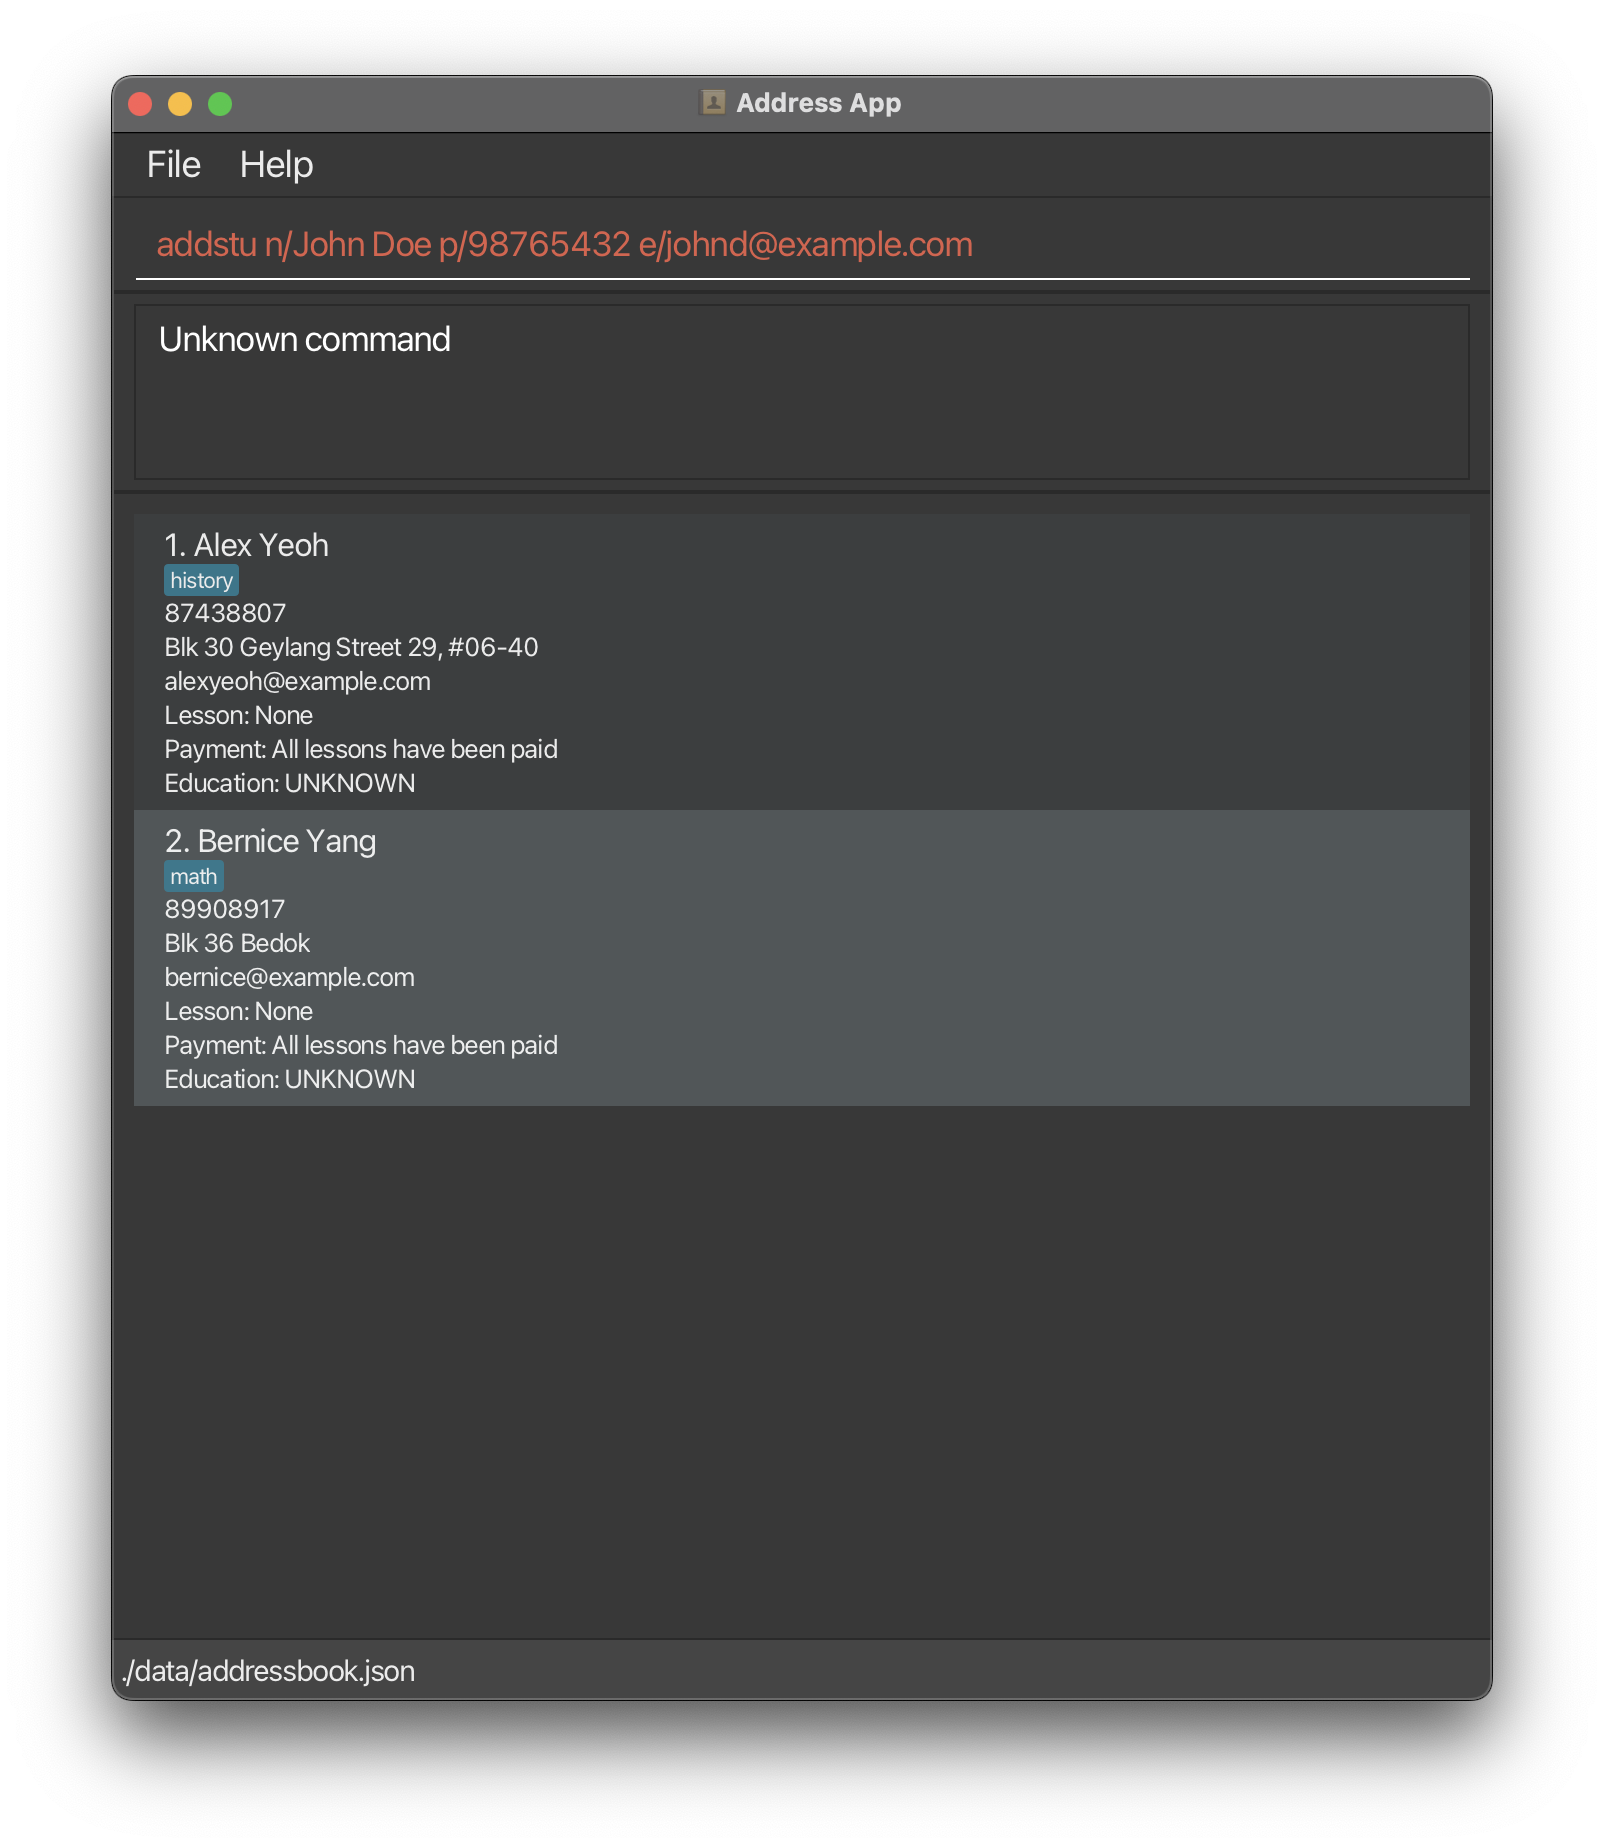 Address App
File Help
addstu n/John Doe p/98765432 e/johnd@example.com
Unknown command
1. Alex Yeoh
history
87438807
Blk 30 Geylang Street 29, #06-40
alexyeoh@example.com
Lesson: None
Payment: All lessons have been paid
Education: UNKNOWN
2. Bernice Yang
math
89908917
Blk 36 Bedok
bernice@example.com
Lesson: None
Payment: All lessons have been paid
Education: UNKNOWN
./data/addressbook.json